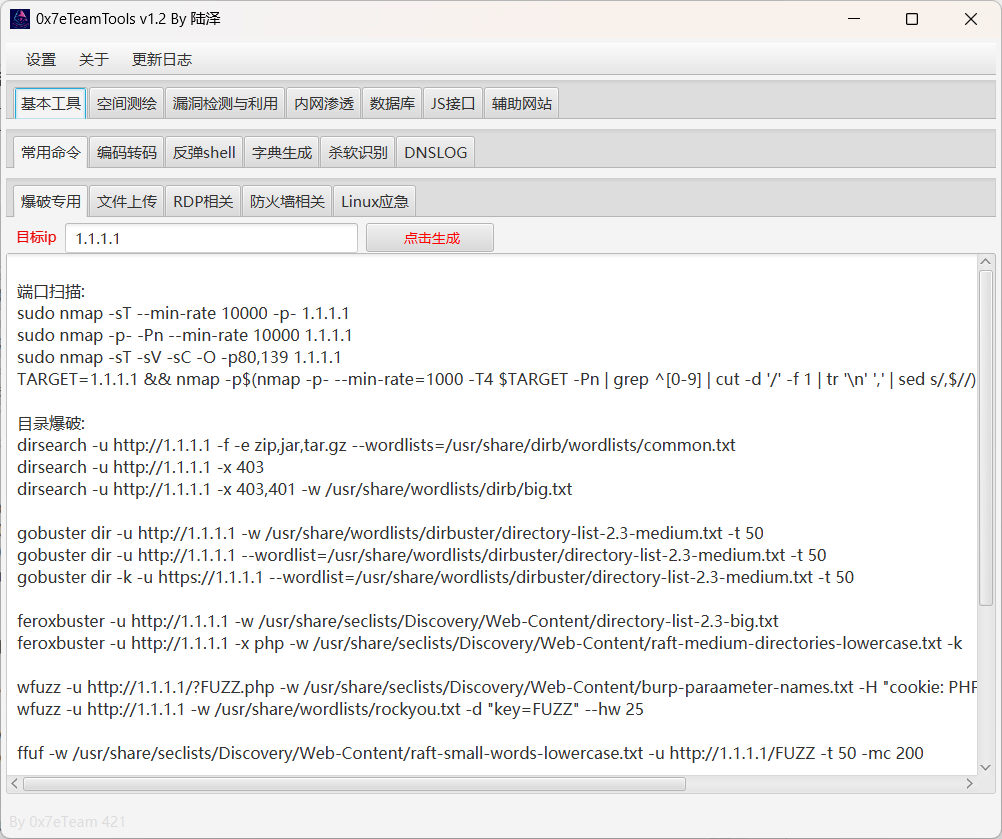 0x7eTeamTools v1.2 By 陆泽
设置 关于 更新日志
基本工具 空间测绘 漏洞检测与利用 内网渗透 数据库 JS接口 辅助网站
常用命令 编码转码 反弹shell 字典生成 杀软识别 DNSLOG
爆破专用 文件上传 RDP相关 防火墙相关 Linux应急
目标ip 1.1.1.1 点击生成
端口扫描:
sudo nmap -sT --min-rate 10000 -p- 1.1.1.1
sudo nmap -p- -Pn --min-rate 10000 1.1.1.1
sudo nmap -sT -sV -sC -O -p80,139 1.1.1.1
TARGET=1.1.1.1 && nmap -p$(nmap -p- --min-rate=1000 -T4 $TARGET -Pn | grep ^[0-9] | cut -d '/' -f 1 | tr '\n' ',' | sed s/,$//)
目录爆破:
dirsearch -u http://1.1.1.1 -f -e zip,jar,tar.gz --wordlists=/usr/share/dirb/wordlists/common.txt
dirsearch -u http://1.1.1.1 -x 403
dirsearch -u http://1.1.1.1 -x 403,401 -w /usr/share/wordlists/dirb/big.txt
gobuster dir -u http://1.1.1.1 -w /usr/share/wordlists/dirbuster/directory-list-2.3-medium.txt -t 50
gobuster dir -u http://1.1.1.1 --wordlist=/usr/share/wordlists/dirbuster/directory-list-2.3-medium.txt -t 50
gobuster dir -k -u https://1.1.1.1 --wordlist=/usr/share/wordlists/dirbuster/directory-list-2.3-medium.txt -t 50
feroxbuster -u http://1.1.1.1 -w /usr/share/seclists/Discovery/Web-Content/directory-list-2.3-big.txt
feroxbuster -u http://1.1.1.1 -x php -w /usr/share/seclists/Discovery/Web-Content/raft-medium-directories-lowercase.txt -k
wfuzz -u http://1.1.1.1/?FUZZ.php -w /usr/share/seclists/Discovery/Web-Content/burp-paraameter-names.txt -H "cookie: PHP
wfuzz -u http://1.1.1.1 -w /usr/share/wordlists/rockyou.txt -d "key=FUZZ" --hw 25
ffuf -w /usr/share/seclists/Discovery/Web-Content/raft-small-words-lowercase.txt -u http://1.1.1.1/FUZZ -t 50 -mc 200
By 0x7eTeam 421